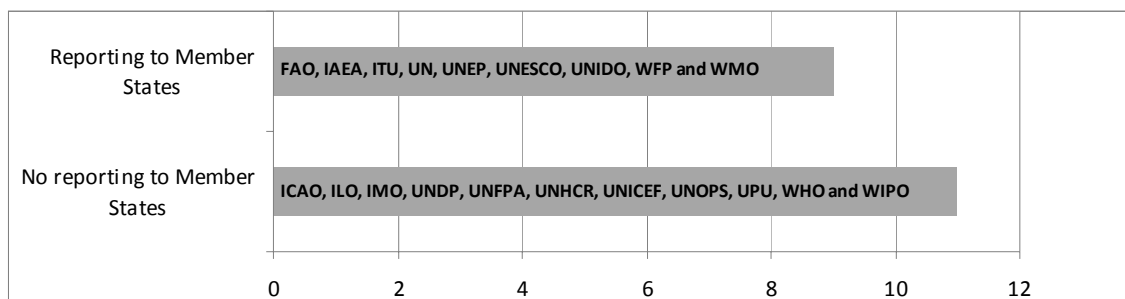 Reporting to Member
States
FAO, IAEA, ITU, UN, UNEP, UNESCO, UNIDO, WFP and WMO
No reporting to Member
States
ICAO, ILO, IMO, UNDP, UNFPA, UNHCR, UNICEF, UNOPS, UPU, WHO and WIPO
0 2 4 6 8 10 12